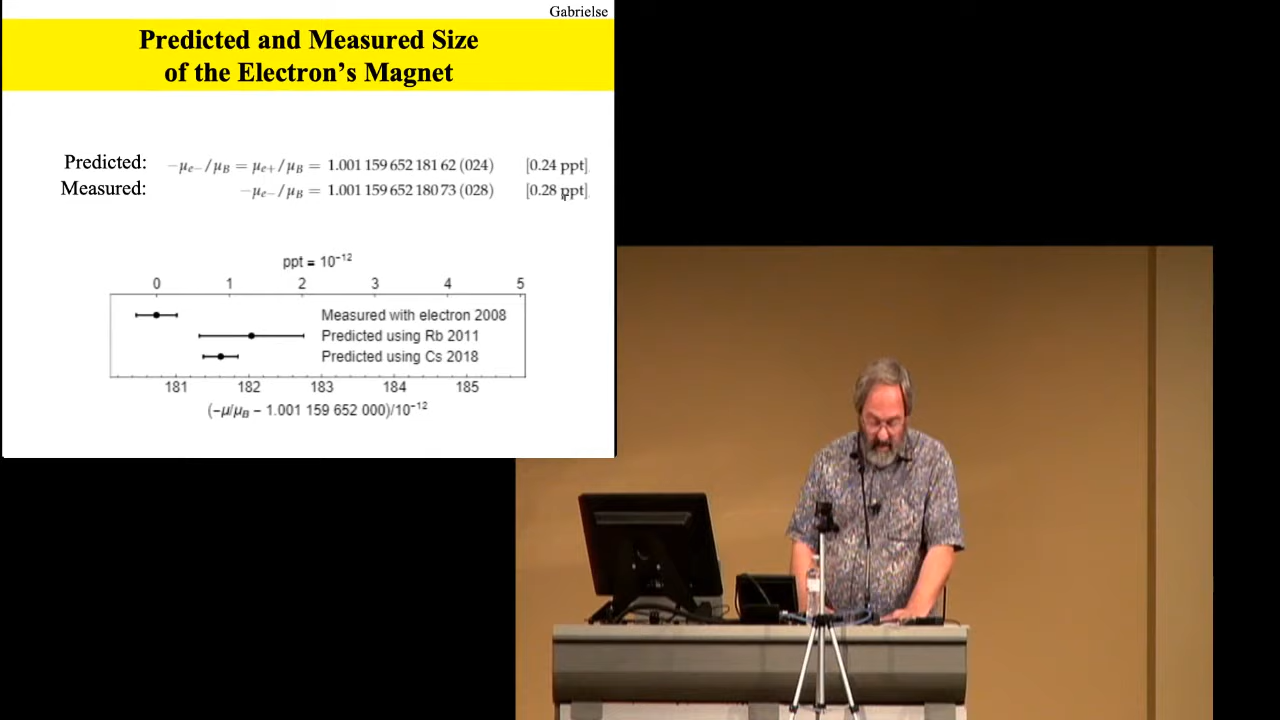 Gabrielse
Predicted and Measured Size
of the Electron's Magnet
Predicted: −μe−/μB = μe+/μB = 1.001 159 652 181 62 (024) [0.24 ppt]
Measured: −μe−/μB = 1.001 159 652 180 73 (028) [0.28 ppt]
ppt = 10⁻¹²
0 1 2 3 4 5
Measured with electron 2008
Predicted using Rb 2011
Predicted using Cs 2018
181 182 183 184 185
(−μ/μB − 1.001 159 652 000)/10⁻¹²